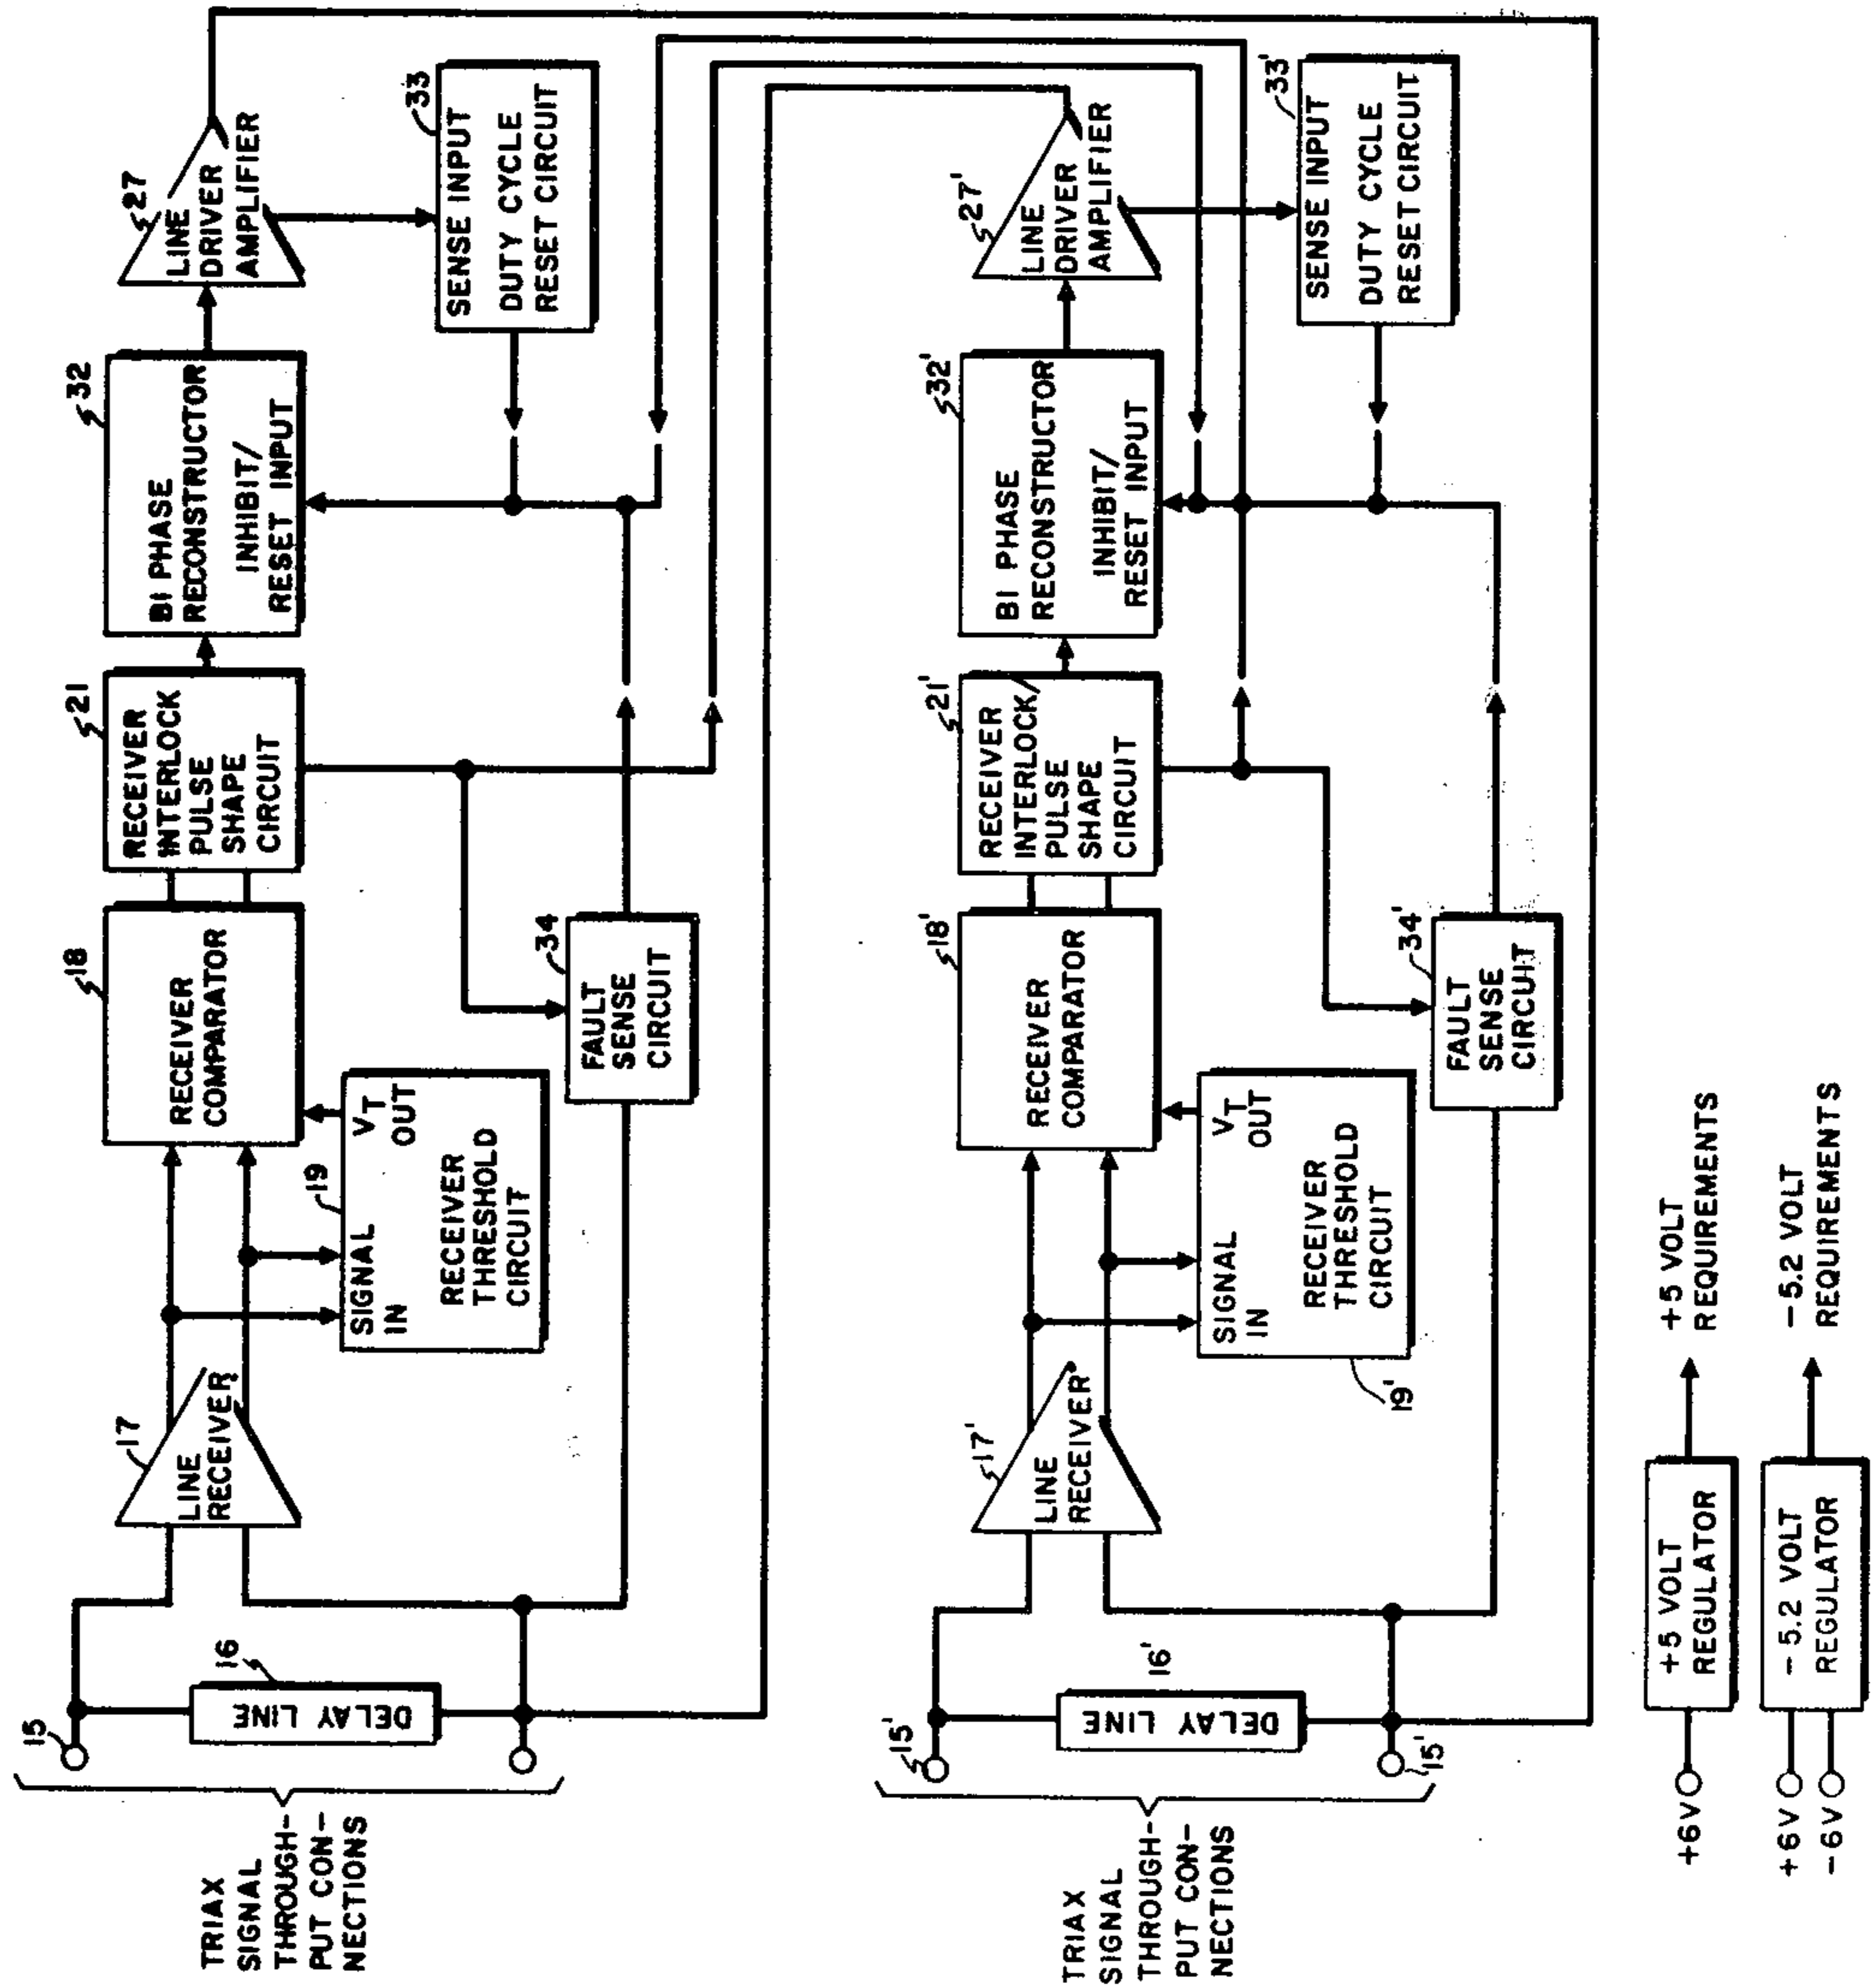 TRIAX
SIGNAL
THROUGH-
PUT CON-
NECTIONS
15
16
DELAY LINE
17
LINE
RECEIVER
18
RECEIVER
COMPARATOR
19
SIGNAL
IN
VT
OUT
RECEIVER
THRESHOLD
CIRCUIT
21
RECEIVER
INTERLOCK
PULSE
SHAPE
CIRCUIT
34
FAULT
SENSE
CIRCUIT
32
BI PHASE
RECONSTRUCTOR
INHIBIT/
RESET INPUT
27
LINE
DRIVER
AMPLIFIER
33
SENSE INPUT
DUTY CYCLE
RESET CIRCUIT
TRIAX
SIGNAL
THROUGH-
PUT CON-
NECTIONS
15'
15'
16'
DELAY LINE
17'
LINE
RECEIVER
18'
RECEIVER
COMPARATOR
19'
SIGNAL
IN
VT
OUT
RECEIVER
THRESHOLD
CIRCUIT
21'
RECEIVER
INTERLOCK/
PULSE
SHAPE
CIRCUIT
34'
FAULT
SENSE
CIRCUIT
32'
BI PHASE
RECONSTRUCTOR
INHIBIT/
RESET INPUT
27'
LINE
DRIVER
AMPLIFIER
33'
SENSE INPUT
DUTY CYCLE
RESET CIRCUIT
+6V
+5 VOLT
REGULATOR
+5 VOLT
REQUIREMENTS
+6V
-6V
-5.2 VOLT
REGULATOR
-5.2 VOLT
REQUIREMENTS